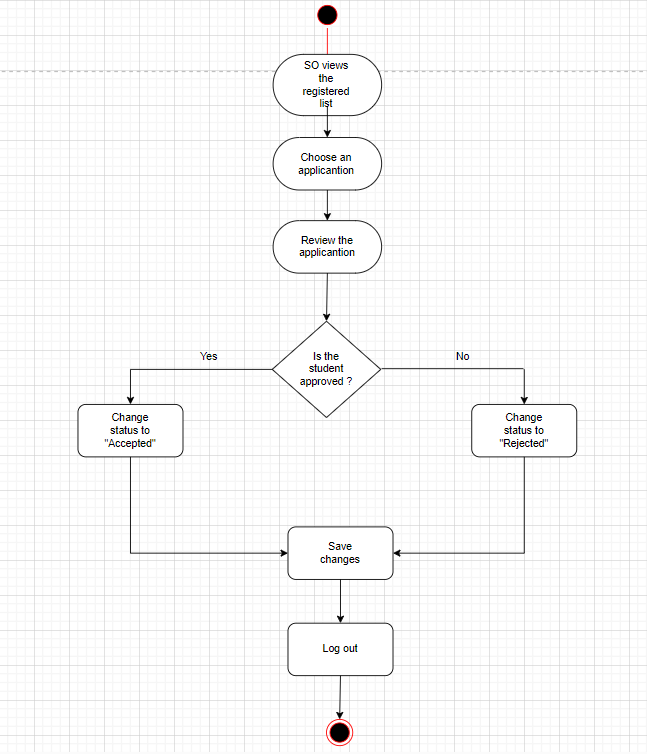 SO views
the
registered
list
Choose an
applicantion
Review the
applicantion
Is the
student
approved ?
Yes
No
Change
status to
"Accepted"
Change
status to
"Rejected"
Save
changes
Log out